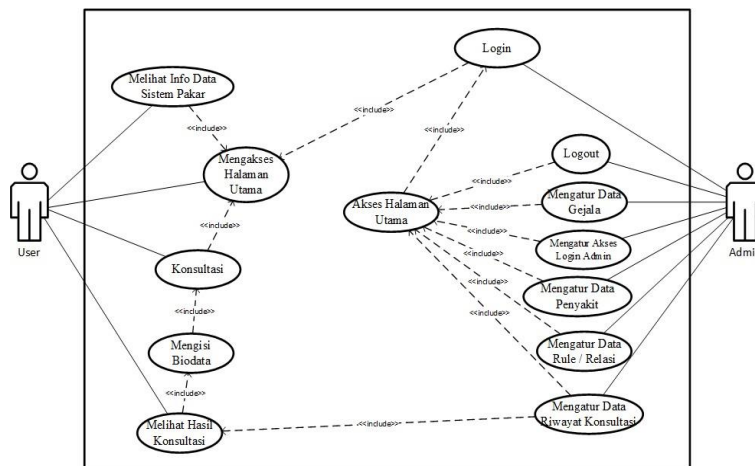 Login
Melihat Info Data
Sistem Pakar
<<include>>
<<include>>
<<include>>
Mengakses
Halaman
Utama
Logout
<<include>>
Mengatur Data
Gejala
<<include>>
Akses Halaman
Utama
<<include>>
User
Admi
Mengatur Akses
Login Admin
<<include>>
Konsultasi
<<include>>
Mengatur Data
Penyakit
<<include>>
<<include>>
Mengisi
Biodata
<<include>>
Mengatur Data
Rule / Relasi
<<include>>
<<include>>
Melihat Hasil
Konsultasi
<<include>>
Mengatur Data
Riwayat Konsultasi